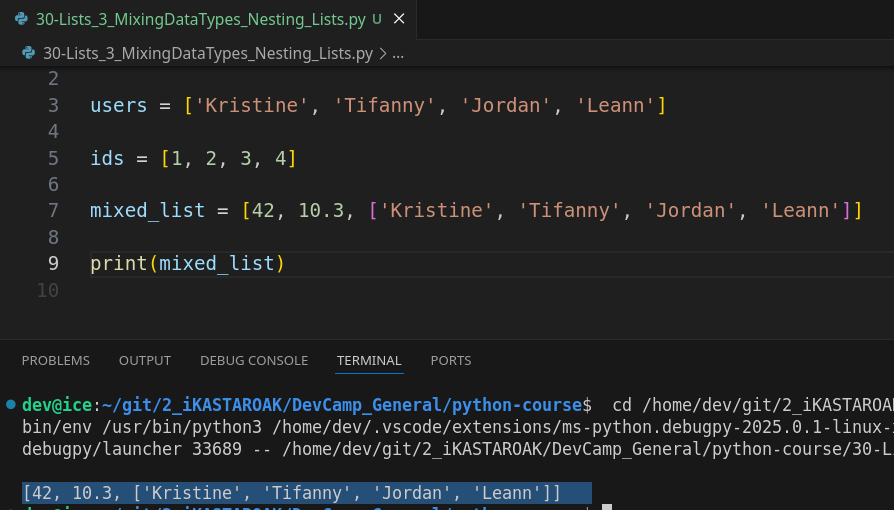 30-Lists_3_MixingDataTypes_Nesting_Lists.py U
30-Lists_3_MixingDataTypes_Nesting_Lists.py > ...
2
3 users = ['Kristine', 'Tifanny', 'Jordan', 'Leann']
4
5 ids = [1, 2, 3, 4]
6
7 mixed_list = [42, 10.3, ['Kristine', 'Tifanny', 'Jordan', 'Leann']]
8
9 print(mixed_list)
10
PROBLEMS OUTPUT DEBUG CONSOLE TERMINAL PORTS
dev@ice:~/git/2_iKASTAROAK/DevCamp_General/python-course$ cd /home/dev/git/2_iKASTAROA
bin/env /usr/bin/python3 /home/dev/.vscode/extensions/ms-python.debugpy-2025.0.1-linux-
debugpy/launcher 33689 -- /home/dev/git/2_iKASTAROAK/DevCamp_General/python-course/30-L
[42, 10.3, ['Kristine', 'Tifanny', 'Jordan', 'Leann']]